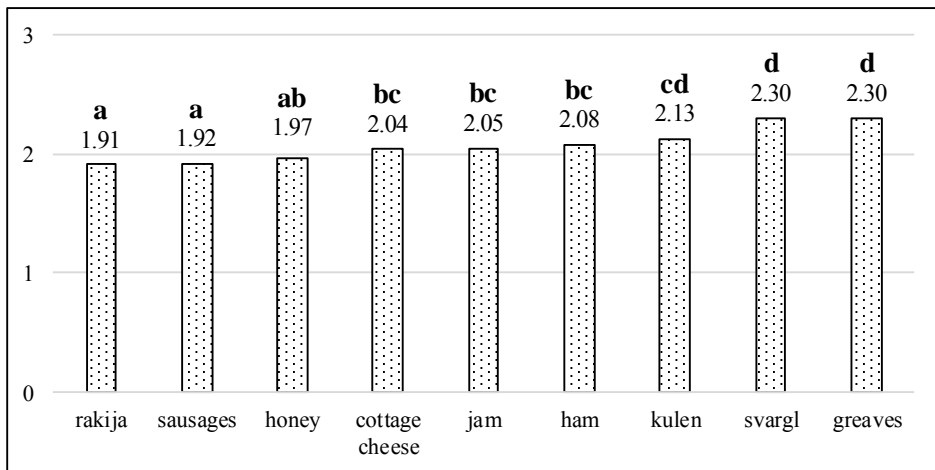 3
2
1
0
a a ab bc bc bc cd d d
1.91 1.92 1.97 2.04 2.05 2.08 2.13 2.30 2.30
rakija sausages honey cottage jam ham kulen svargl greaves
cheese